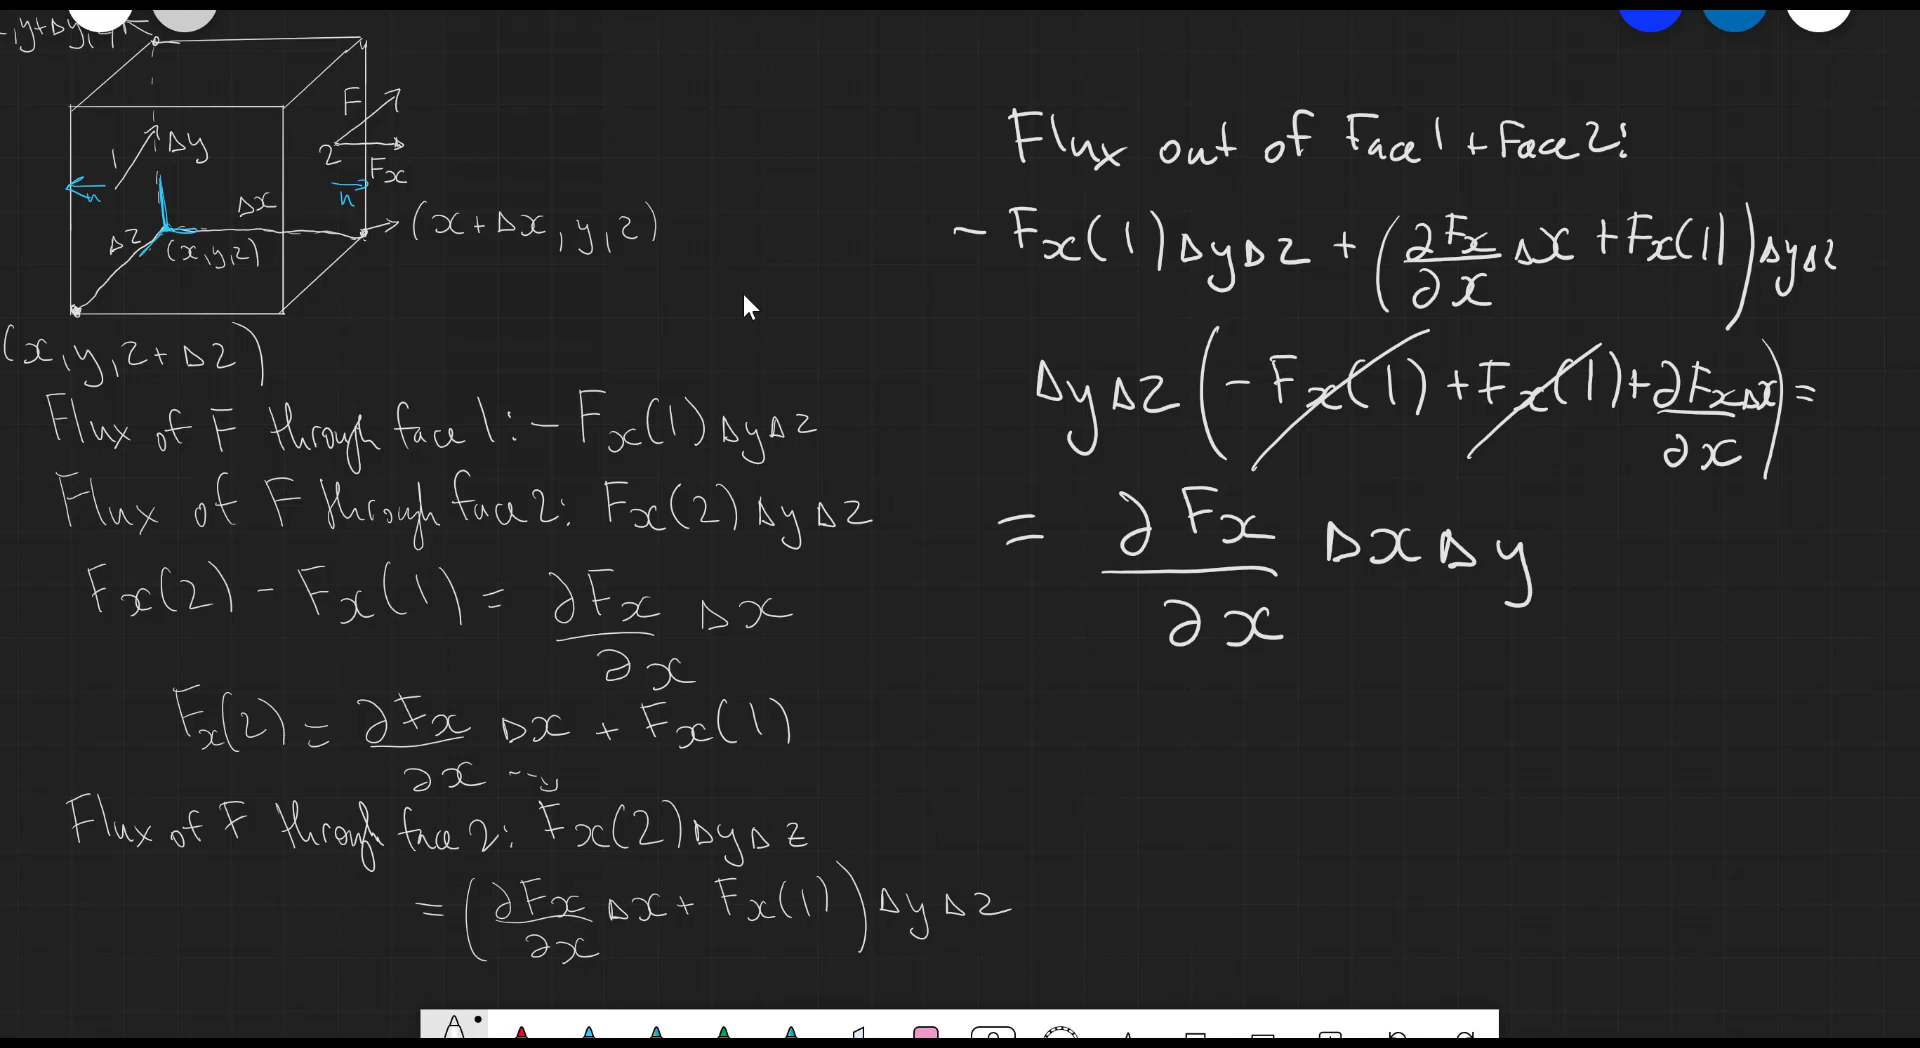 , y+Δy,
F
Δy
1
2
Fx
n
n
Δx
Δz
(x,y,z)
(x+Δx, y, z)
(x, y, z+Δz)
Flux of F through face 1: -Fx(1)ΔyΔz
Flux of F through face 2: Fx(2)ΔyΔz
Fx(2) - Fx(1) = ∂Fx/∂x Δx
Fx(2) = ∂Fx/∂x Δx + Fx(1)
Flux of F through face 2: Fx(2)ΔyΔz
= (∂Fx/∂x Δx + Fx(1))ΔyΔz
Flux out of Face 1 + Face 2:
-Fx(1)ΔyΔz + (∂Fx/∂x Δx + Fx(1))ΔyΔz
ΔyΔz(-Fx(1) + Fx(1) + ∂Fx/∂x Δx) =
= ∂Fx/∂x ΔxΔy